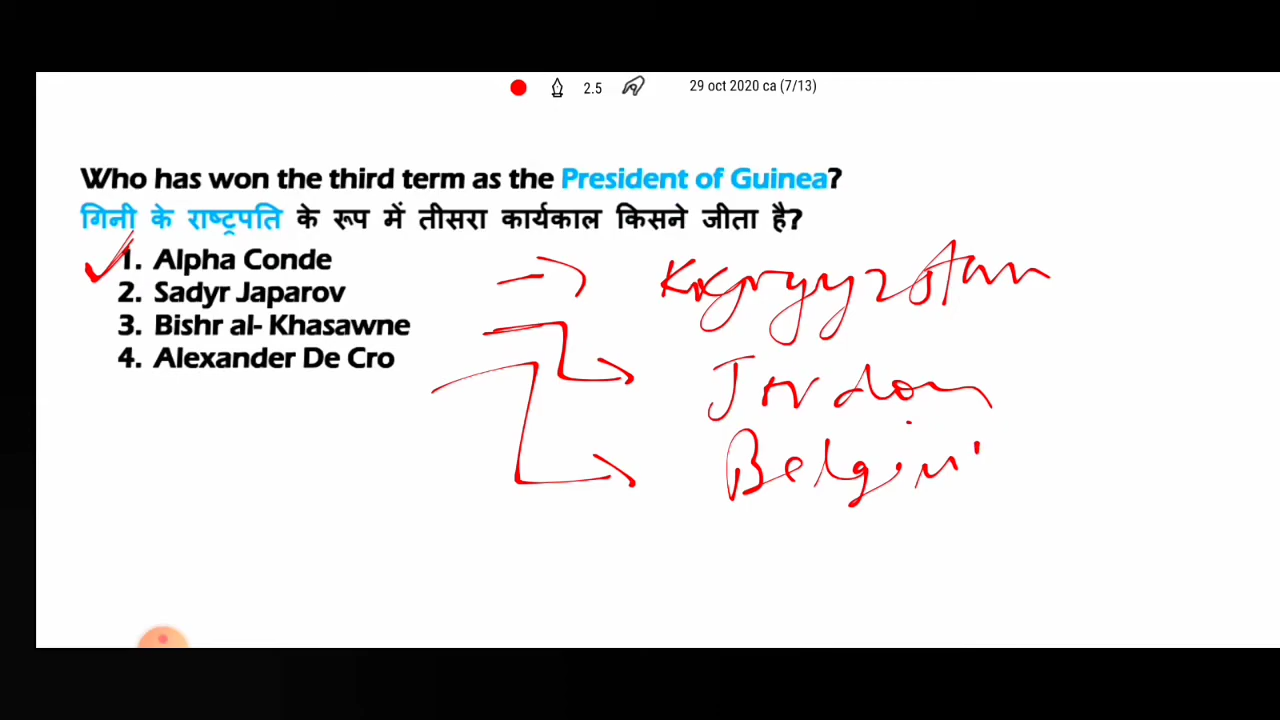 2.5 29 oct 2020 ca (7/13)
Who has won the third term as the President of Guinea?
गिनी के राष्ट्रपति के रूप में तीसरा कार्यकाल किसने जीता है?
1. Alpha Conde
2. Sadyr Japarov
3. Bishr al- Khasawne
4. Alexander De Cro
Jordan